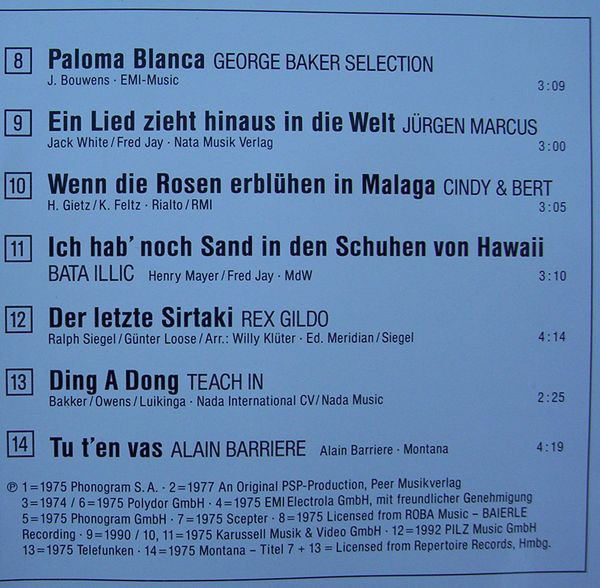 8 Paloma Blanca GEORGE BAKER SELECTION
J. Bouwens · EMI-Music 3:09
9 Ein Lied zieht hinaus in die Welt JÜRGEN MARCUS
Jack White/Fred Jay · Nata Musik Verlag 3:00
10 Wenn die Rosen erblühen in Malaga CINDY & BERT
H. Gietz/K. Feltz · Rialto/RMI 3:05
11 Ich hab' noch Sand in den Schuhen von Hawaii
BATA ILLIC Henry Mayer/Fred Jay · MdW 3:10
12 Der letzte Sirtaki REX GILDO
Ralph Siegel/Günter Loose/Arr.: Willy Klüter · Ed. Meridian/Siegel 4:14
13 Ding A Dong TEACH IN
Bakker/Owens/Luikinga · Nada International CV/Nada Music 2:25
14 Tu t'en vas ALAIN BARRIERE Alain Barriere · Montana 4:19
℗ 1=1975 Phonogram S.A. · 2=1977 An Original PSP-Production, Peer Musikverlag
3=1974/6=1975 Polydor GmbH · 4=1975 EMI Electrola GmbH, mit freundlicher Genehmigung
5=1975 Phonogram GmbH · 7=1975 Scepter · 8=1975 Licensed from ROBA Music – BAIERLE
Recording · 9=1990/10, 11=1975 Karussell Musik & Video GmbH · 12=1992 PILZ Music GmbH
13=1975 Telefunken · 14=1975 Montana – Titel 7 + 13 = Licensed from Repertoire Records, Hmbg.